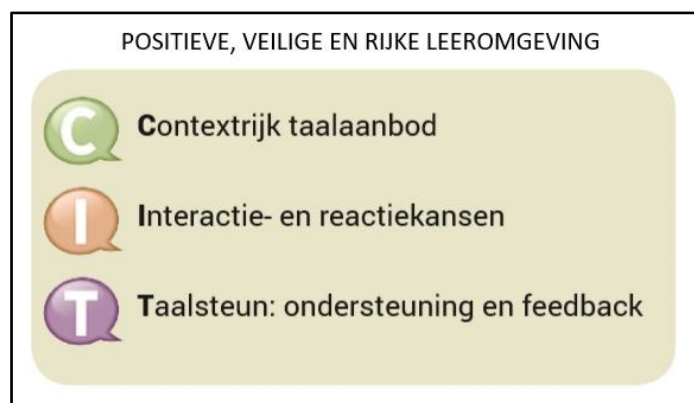 POSITIEVE, VEILIGE EN RIJKE LEEROMGEVING
C Contextrijk taalaanbod
I Interactie- en reactiekansen
T Taalsteun: ondersteuning en feedback